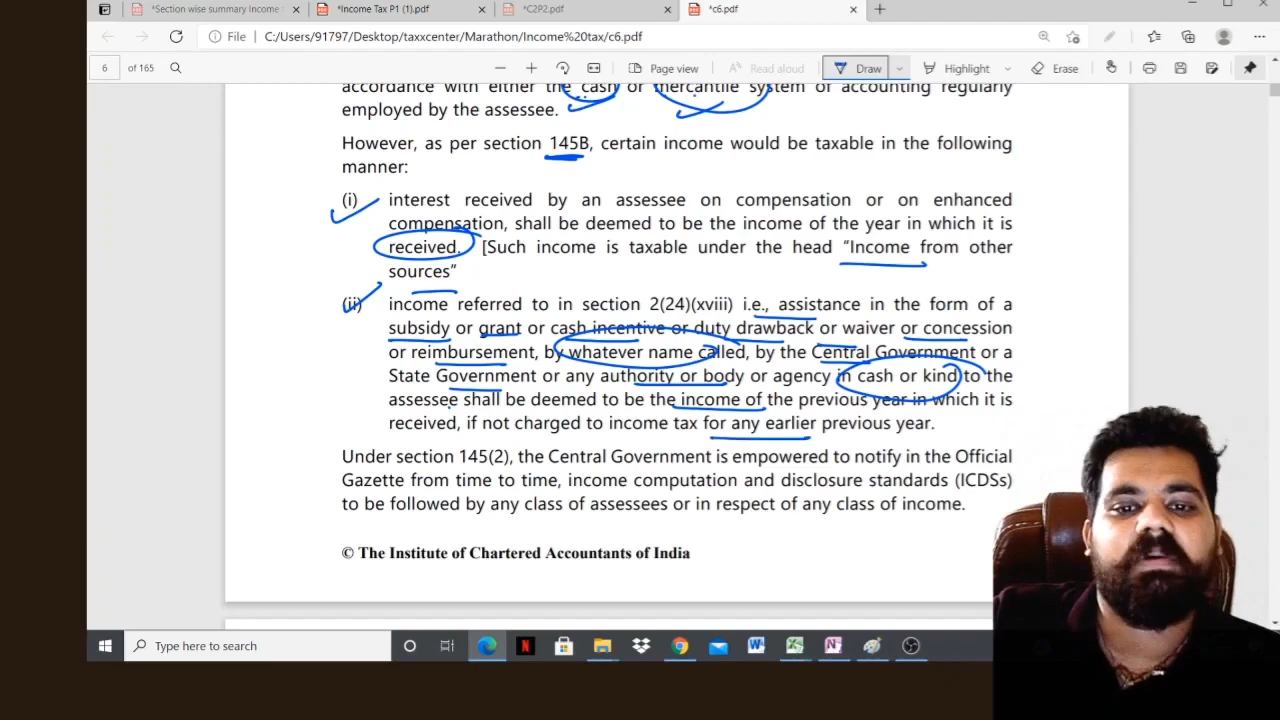 *Section wise summary Income
*Income Tax P1 (1).pdf
*C2P2.pdf
*c6.pdf
File
C:/Users/91797/Desktop/taxxcenter/Marathon/Income%20tax/c6.pdf
6 of 165
Page view
Read aloud
Draw
Highlight
Erase
accordance with either the cash or mercantile system of accounting regularly
employed by the assessee.
However, as per section 145B, certain income would be taxable in the following
manner:
(i) interest received by an assessee on compensation or on enhanced
compensation, shall be deemed to be the income of the year in which it is
received. [Such income is taxable under the head “Income from other
sources”
(ii) income referred to in section 2(24)(xviii) i.e., assistance in the form of a
subsidy or grant or cash incentive or duty drawback or waiver or concession
or reimbursement, by whatever name called, by the Central Government or a
State Government or any authority or body or agency in cash or kind to the
assessee shall be deemed to be the income of the previous year in which it is
received, if not charged to income tax for any earlier previous year.
Under section 145(2), the Central Government is empowered to notify in the Official
Gazette from time to time, income computation and disclosure standards (ICDSs)
to be followed by any class of assessees or in respect of any class of income.
© The Institute of Chartered Accountants of India
Type here to search